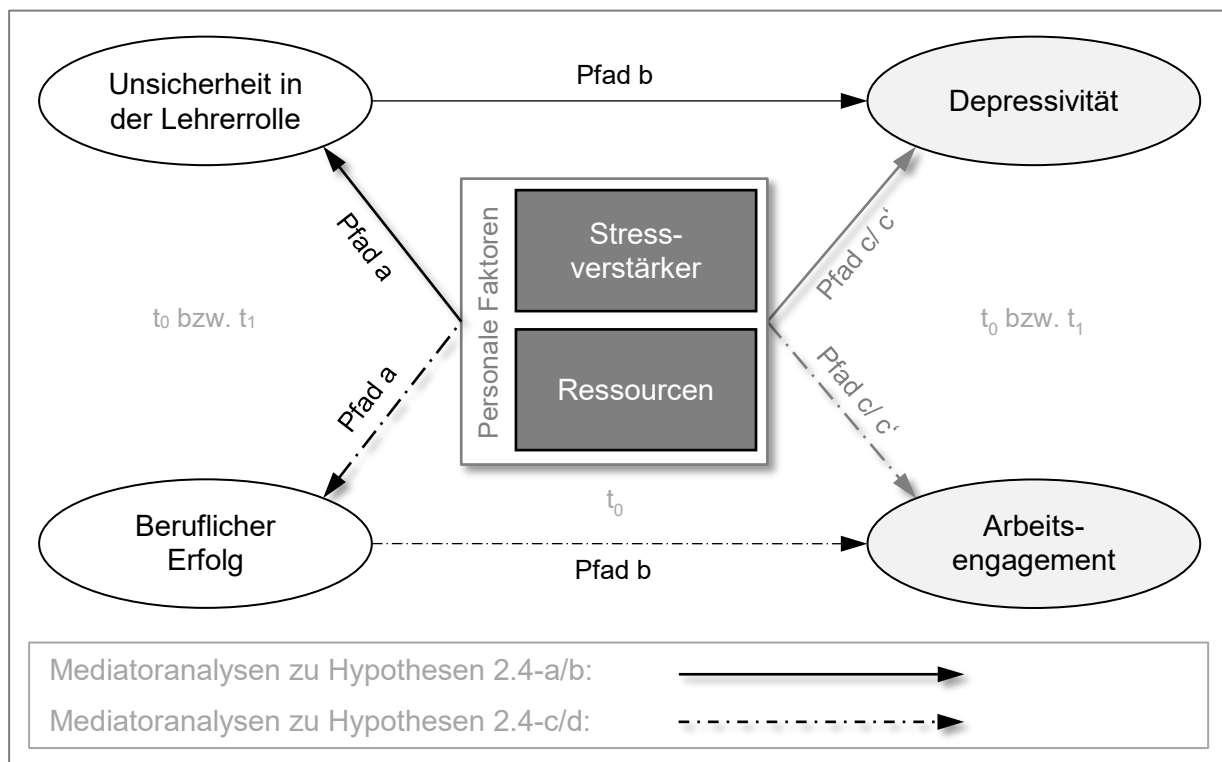 Unsicherheit in
der Lehrerrolle
Pfad b
Depressivität
Pfad a
Personale Faktoren
Stress-
verstärker
Pfad c/ c‘
t₀ bzw. t₁
t₀ bzw. t₁
Pfad a
Ressourcen
Pfad c/ c‘
t₀
Beruflicher
Erfolg
Pfad b
Arbeits-
engagement
Mediatoranalysen zu Hypothesen 2.4-a/b:
Mediatoranalysen zu Hypothesen 2.4-c/d: